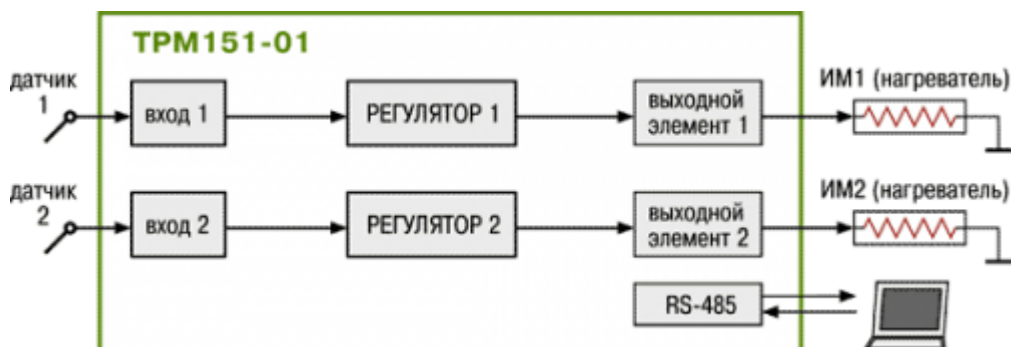 ТРМ151-01
датчик
1
вход 1
РЕГУЛЯТОР 1
выходной
элемент 1
ИМ1 (нагреватель)
датчик
2
вход 2
РЕГУЛЯТОР 2
выходной
элемент 2
ИМ2 (нагреватель)
RS-485